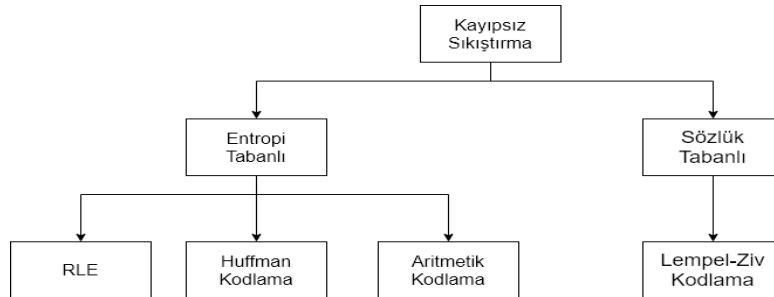 Kayıpsız
Sıkıştırma
Entropi
Tabanlı
Sözlük
Tabanlı
RLE
Huffman
Kodlama
Aritmetik
Kodlama
Lempel-Ziv
Kodlama